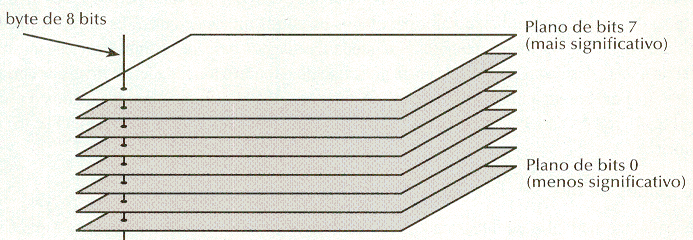 byte de 8 bits
Plano de bits 7
(mais significativo)
Plano de bits 0
(menos significativo)